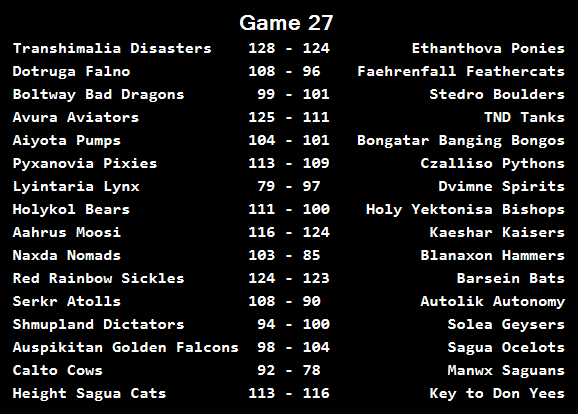 Game 27
Transhimalia Disasters 128 - 124 Ethanthova Ponies
Dotruga Falno 108 - 96 Faehrenfall Feathercats
Boltway Bad Dragons 99 - 101 Stedro Boulders
Avura Aviators 125 - 111 TND Tanks
Aiyota Pumps 104 - 101 Bongatar Banging Bongos
Pyxanovia Pixies 113 - 109 Czalliso Pythons
Lyintaria Lynx 79 - 97 Dvimne Spirits
Holykol Bears 111 - 100 Holy Yektonisa Bishops
Aahrus Moosi 116 - 124 Kaeshar Kaisers
Naxda Nomads 103 - 85 Blanaxon Hammers
Red Rainbow Sickles 124 - 123 Barsein Bats
Serkr Atolls 108 - 90 Autolik Autonomy
Shmupland Dictators 94 - 100 Solea Geysers
Auspikitan Golden Falcons 98 - 104 Sagua Ocelots
Calto Cows 92 - 78 Manwx Saguans
Height Sagua Cats 113 - 116 Key to Don Yees